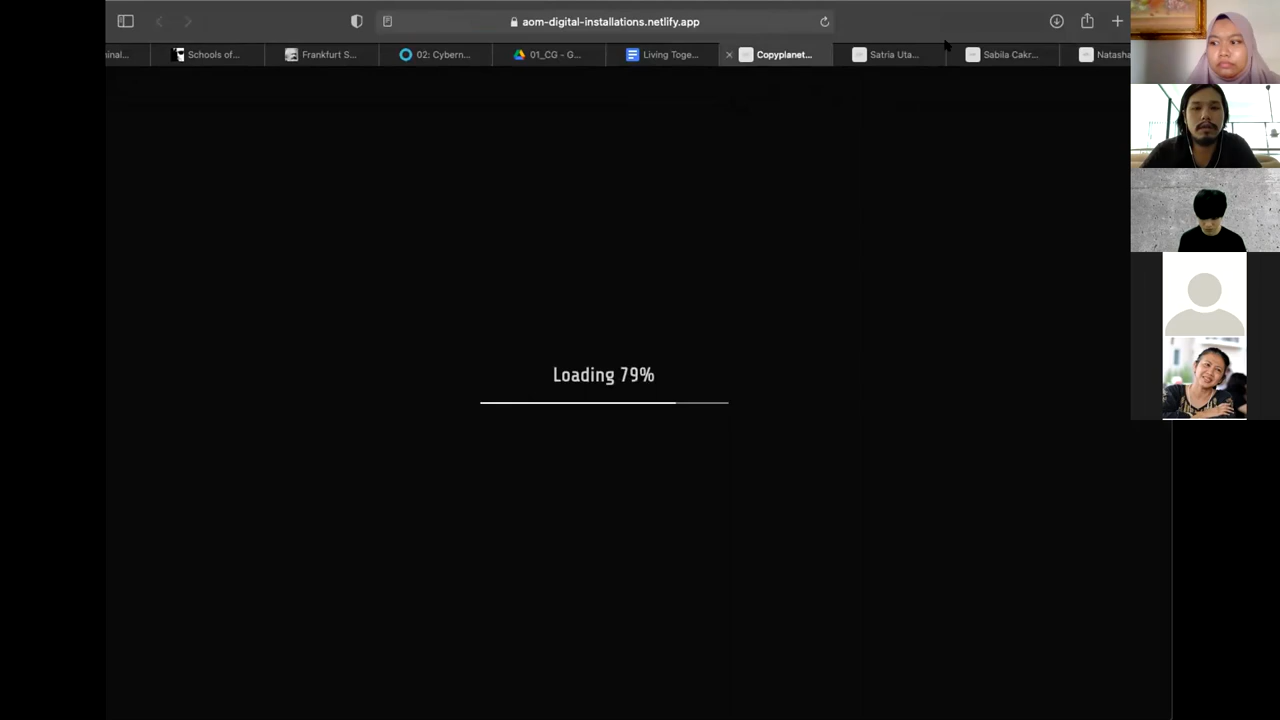 aom-digital-installations.netlify.app
inal...
Schools of...
Frankfurt S...
02: Cybern...
01_CG - G...
Living Toge...
Copyplanet...
Satria Uta...
Sabila Cakr...
Natasha
Loading 79%